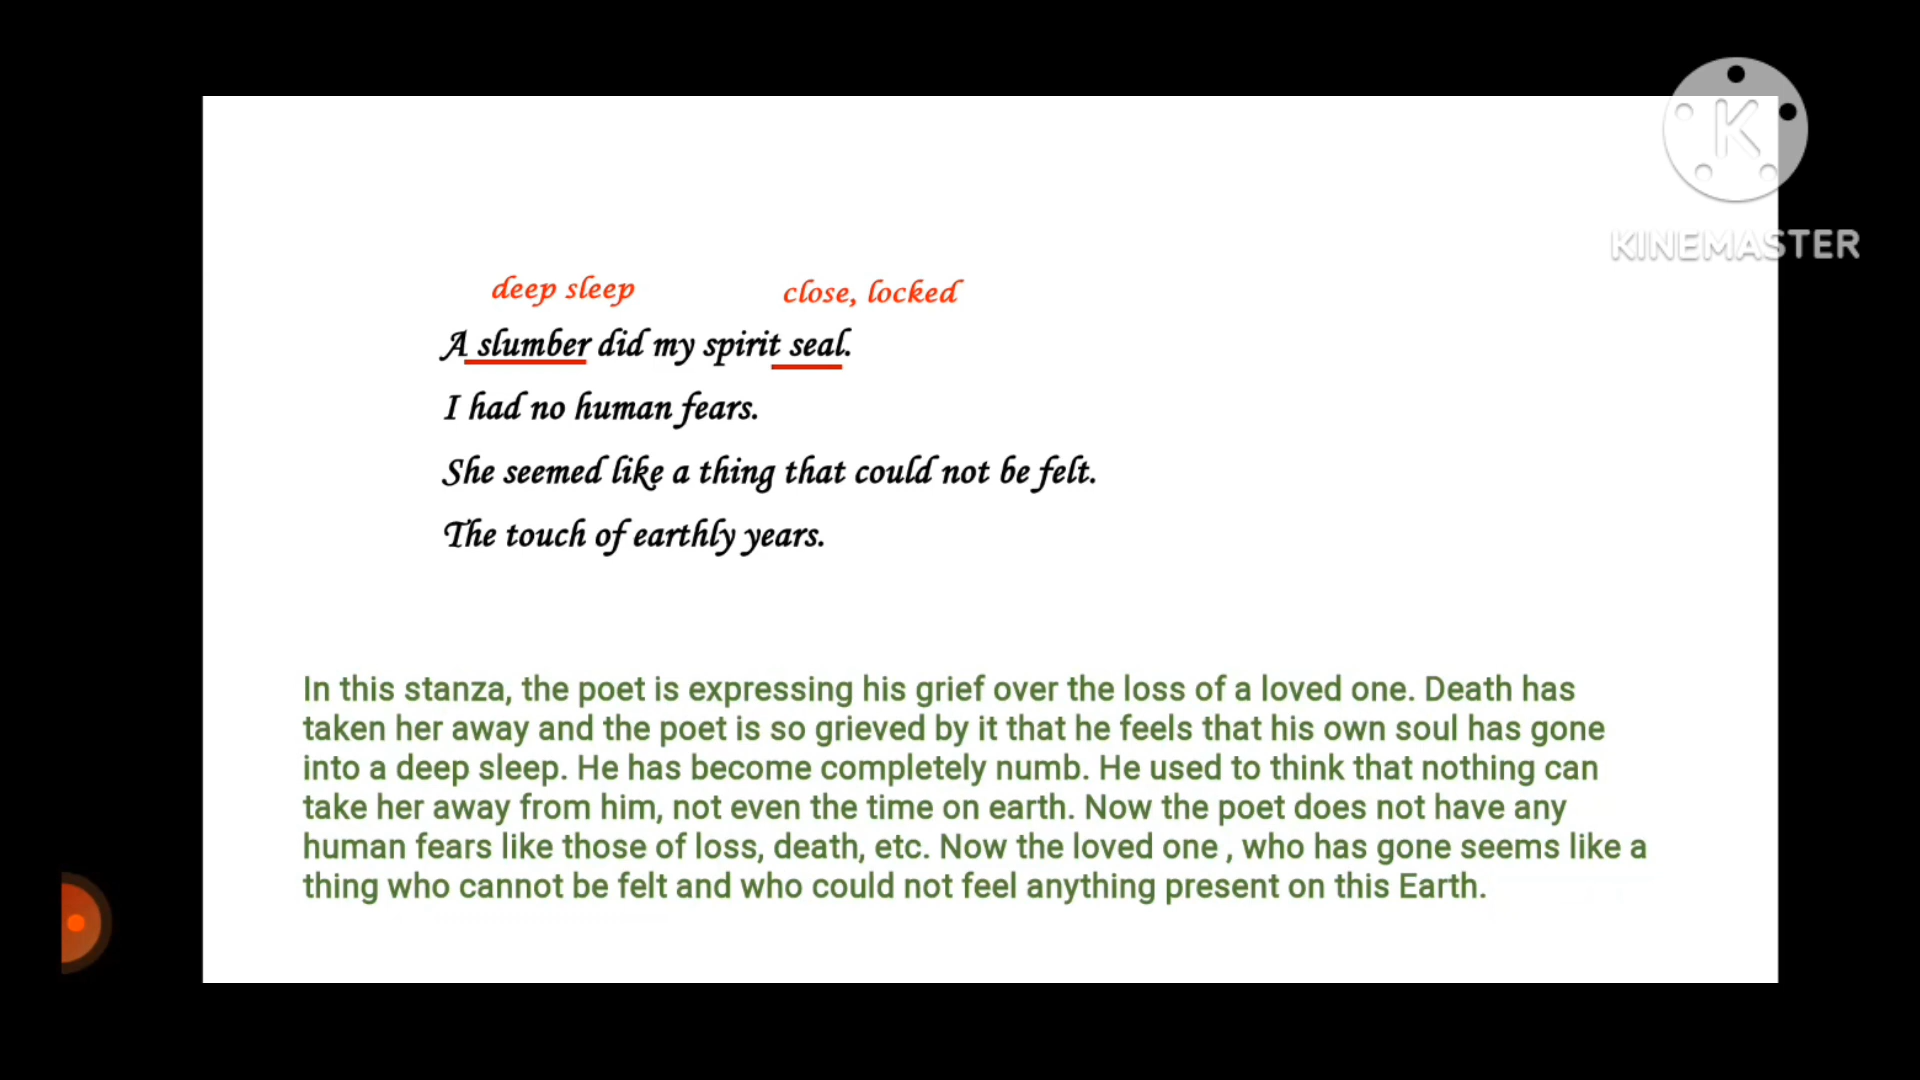 K
KINEMASTER
deep sleep close, locked
A slumber did my spirit seal.
I had no human fears.
She seemed like a thing that could not be felt.
The touch of earthly years.
In this stanza, the poet is expressing his grief over the loss of a loved one. Death has
taken her away and the poet is so grieved by it that he feels that his own soul has gone
into a deep sleep. He has become completely numb. He used to think that nothing can
take her away from him, not even the time on earth. Now the poet does not have any
human fears like those of loss, death, etc. Now the loved one , who has gone seems like a
thing who cannot be felt and who could not feel anything present on this Earth.